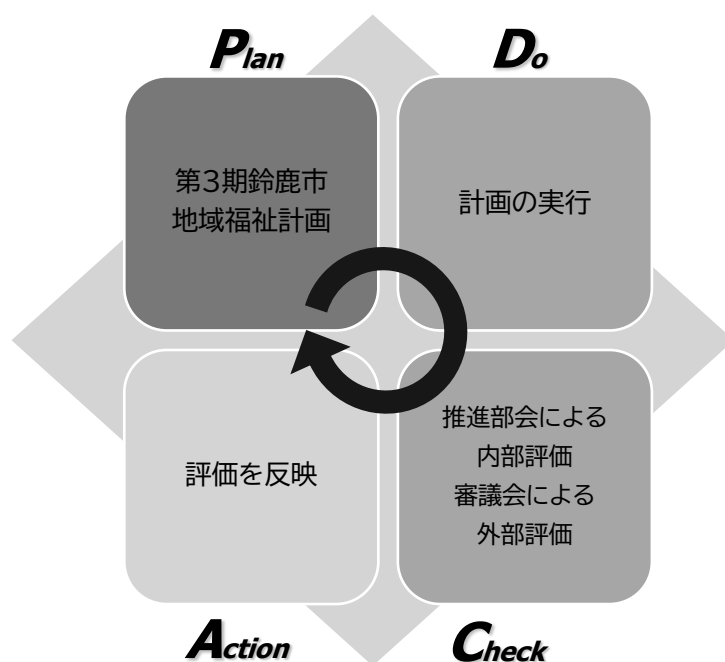 Plan
第3期鈴鹿市
地域福祉計画
Do
計画の実行
推進部会による
内部評価
審議会による
外部評価
Check
評価を反映
Action